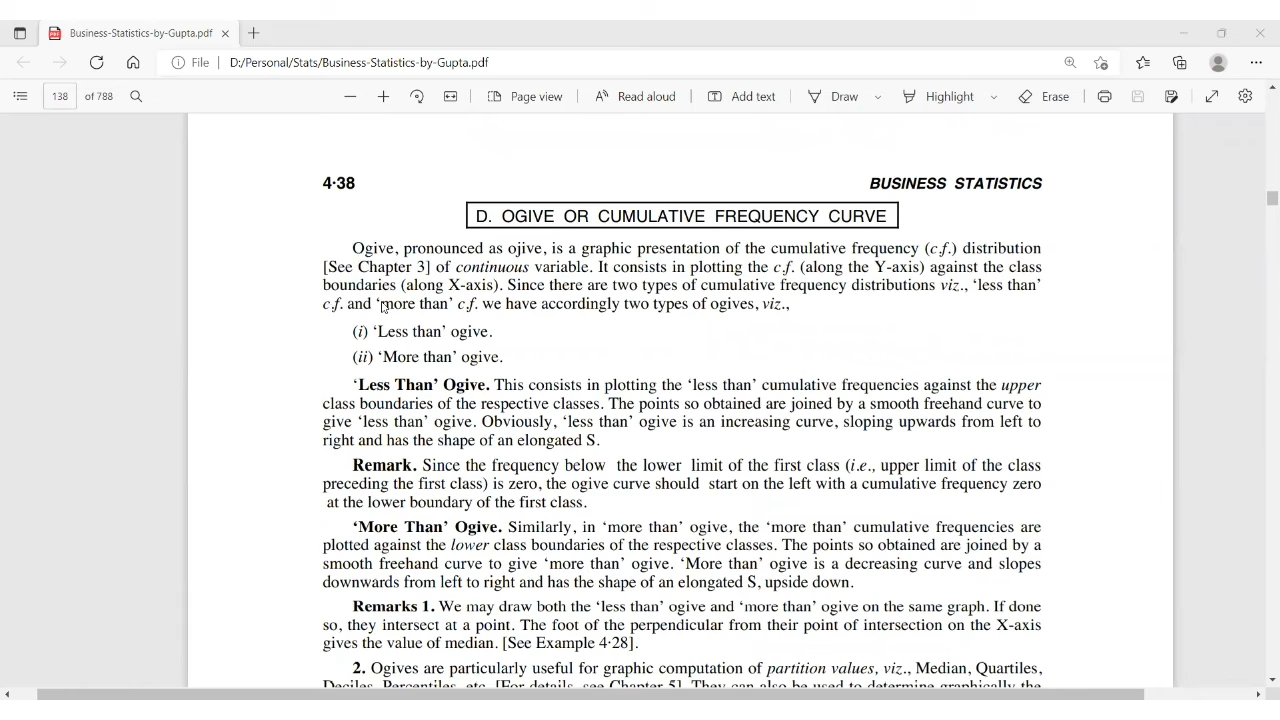 Business-Statistics-by-Gupta.pdf
File | D:/Personal/Stats/Business-Statistics-by-Gupta.pdf
138 of 788 Page view Read aloud Add text Draw Highlight Erase
4·38 BUSINESS STATISTICS
D. OGIVE OR CUMULATIVE FREQUENCY CURVE
Ogive, pronounced as ojive, is a graphic presentation of the cumulative frequency (c.f.) distribution
[See Chapter 3] of continuous variable. It consists in plotting the c.f. (along the Y-axis) against the class
boundaries (along X-axis). Since there are two types of cumulative frequency distributions viz., ‘less than’
c.f. and ‘more than’ c.f. we have accordingly two types of ogives, viz.,
(i) ‘Less than’ ogive.
(ii) ‘More than’ ogive.
‘Less Than’ Ogive. This consists in plotting the ‘less than’ cumulative frequencies against the upper
class boundaries of the respective classes. The points so obtained are joined by a smooth freehand curve to
give ‘less than’ ogive. Obviously, ‘less than’ ogive is an increasing curve, sloping upwards from left to
right and has the shape of an elongated S.
Remark. Since the frequency below the lower limit of the first class (i.e., upper limit of the class
preceding the first class) is zero, the ogive curve should start on the left with a cumulative frequency zero
at the lower boundary of the first class.
‘More Than’ Ogive. Similarly, in ‘more than’ ogive, the ‘more than’ cumulative frequencies are
plotted against the lower class boundaries of the respective classes. The points so obtained are joined by a
smooth freehand curve to give ‘more than’ ogive. ‘More than’ ogive is a decreasing curve and slopes
downwards from left to right and has the shape of an elongated S, upside down.
Remarks 1. We may draw both the ‘less than’ ogive and ‘more than’ ogive on the same graph. If done
so, they intersect at a point. The foot of the perpendicular from their point of intersection on the X-axis
gives the value of median. [See Example 4·28].
2. Ogives are particularly useful for graphic computation of partition values, viz., Median, Quartiles,
Deciles, Percentiles, etc. [For details, see Chapter 5]. They can also be used to determine graphically the